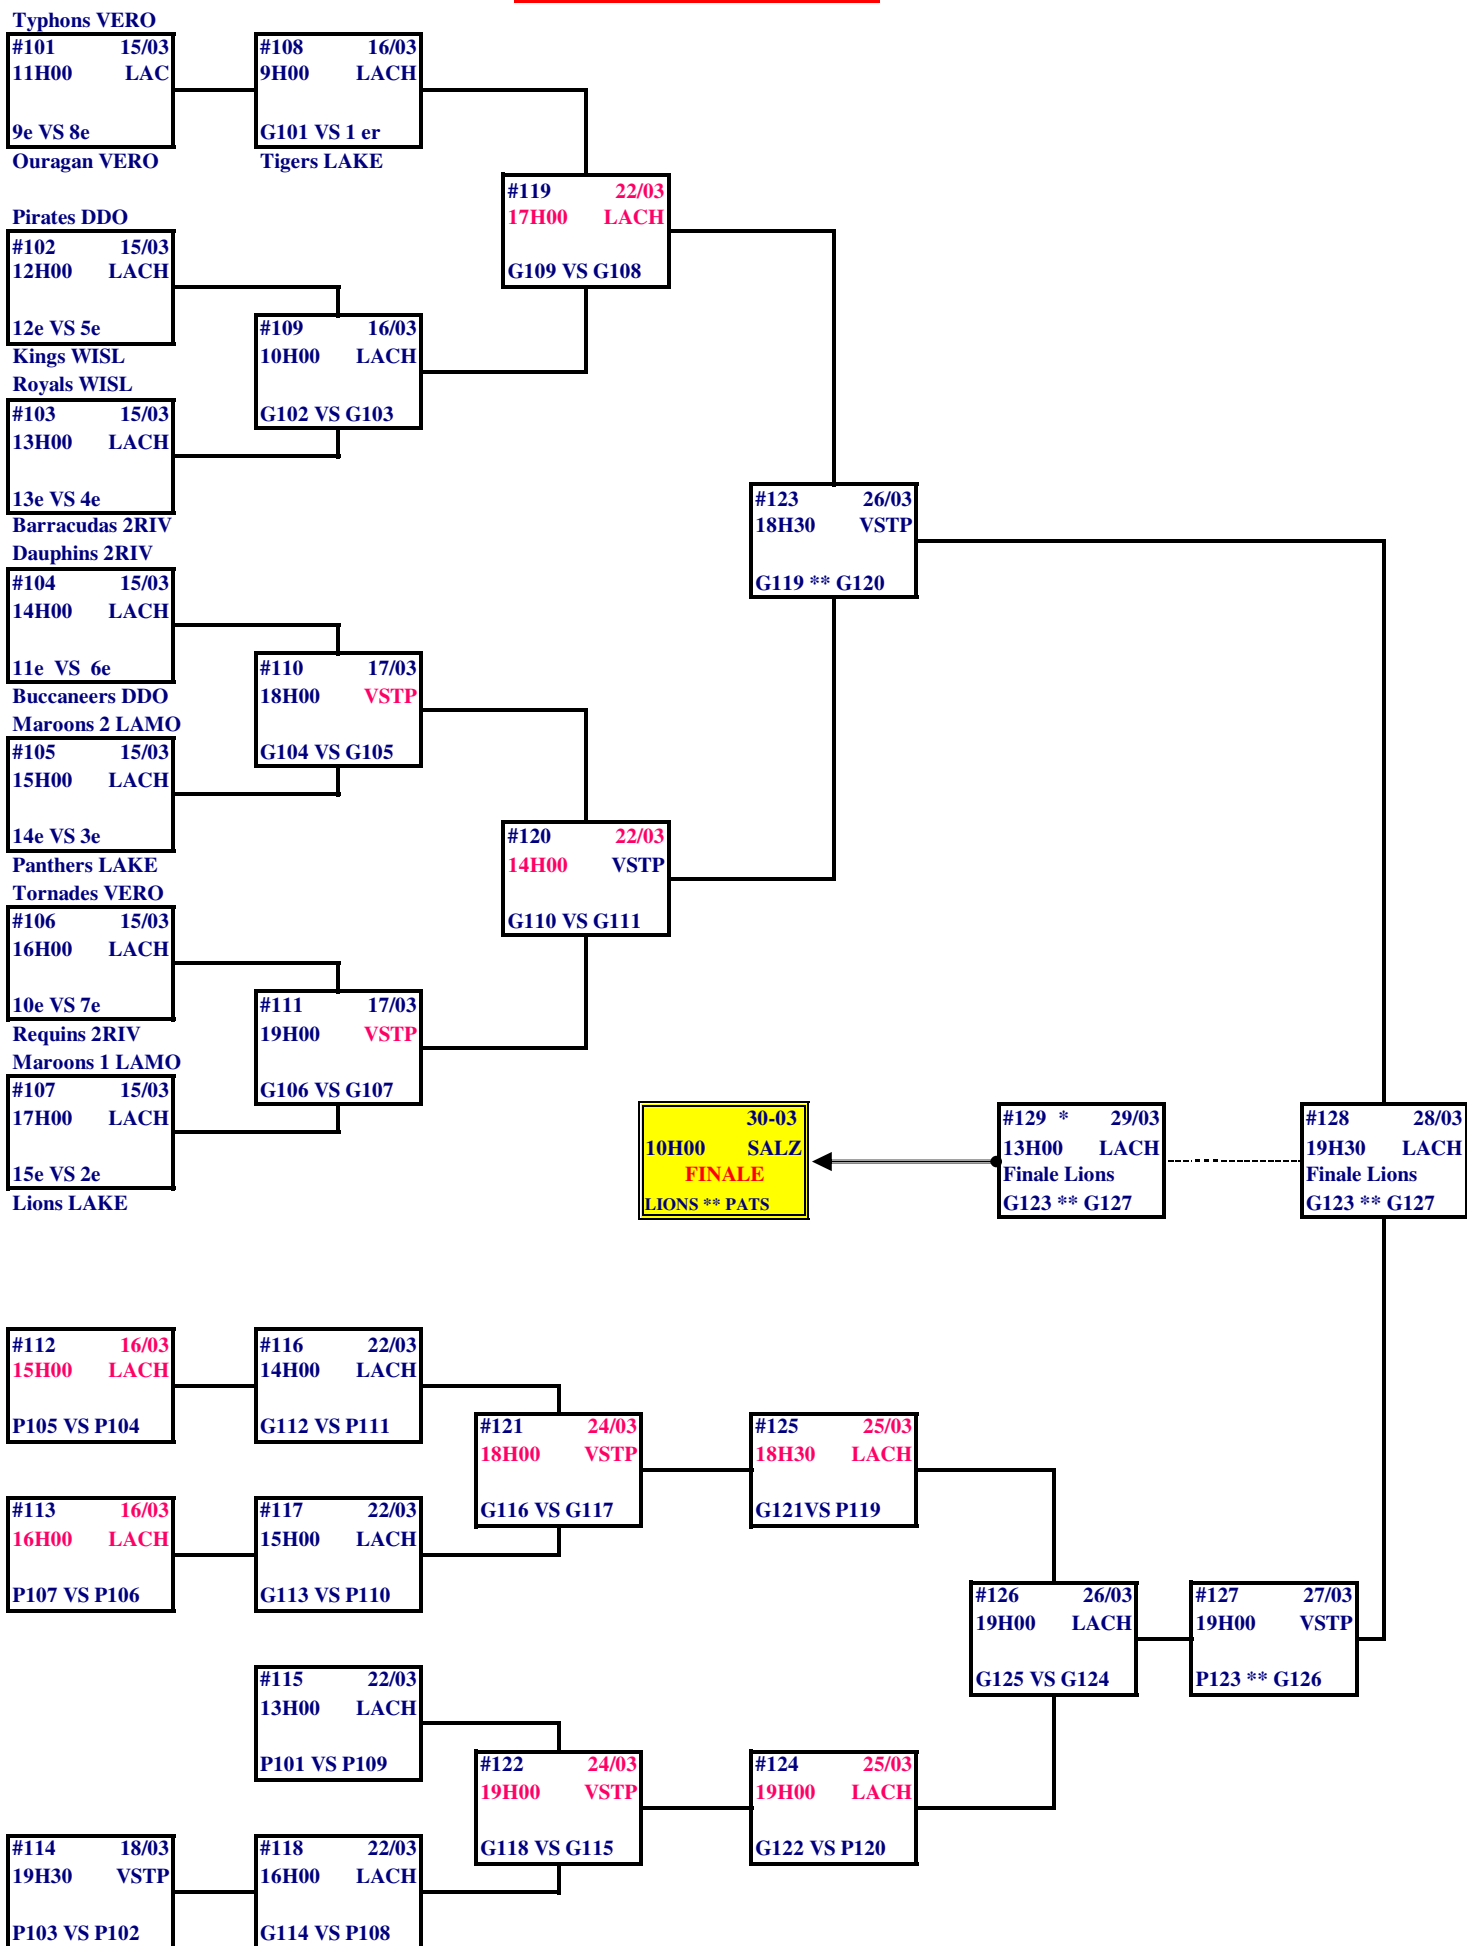 Typhons VERO
#101 15/03
11H00 LAC
9e VS 8e
Ouragan VERO
#108 16/03
9H00 LACH
G101 VS 1 er
Tigers LAKE
#119 22/03
17H00 LACH
G109 VS G108
Pirates DDO
#102 15/03
12H00 LACH
12e VS 5e
Kings WISL
#109 16/03
10H00 LACH
G102 VS G103
Royals WISL
#103 15/03
13H00 LACH
13e VS 4e
Barracudas 2RIV
#123 26/03
18H30 VSTP
G119 ** G120
Dauphins 2RIV
#104 15/03
14H00 LACH
11e VS 6e
Buccaneers DDO
#110 17/03
18H00 VSTP
G104 VS G105
Maroons 2 LAMO
#105 15/03
15H00 LACH
14e VS 3e
Panthers LAKE
#120 22/03
14H00 VSTP
G110 VS G111
Tornades VERO
#106 15/03
16H00 LACH
10e VS 7e
Requins 2RIV
#111 17/03
19H00 VSTP
G106 VS G107
Maroons 1 LAMO
#107 15/03
17H00 LACH
15e VS 2e
Lions LAKE
30-03
10H00 SALZ
FINALE
LIONS ** PATS
#129 * 29/03
13H00 LACH
Finale Lions
G123 ** G127
#128 28/03
19H30 LACH
Finale Lions
G123 ** G127
#112 16/03
15H00 LACH
P105 VS P104
#116 22/03
14H00 LACH
G112 VS P111
#121 24/03
18H00 VSTP
G116 VS G117
#125 25/03
18H30 LACH
G121VS P119
#113 16/03
16H00 LACH
P107 VS P106
#117 22/03
15H00 LACH
G113 VS P110
#126 26/03
19H00 LACH
G125 VS G124
#127 27/03
19H00 VSTP
P123 ** G126
#115 22/03
13H00 LACH
P101 VS P109
#122 24/03
19H00 VSTP
G118 VS G115
#124 25/03
19H00 LACH
G122 VS P120
#114 18/03
19H30 VSTP
P103 VS P102
#118 22/03
16H00 LACH
G114 VS P108